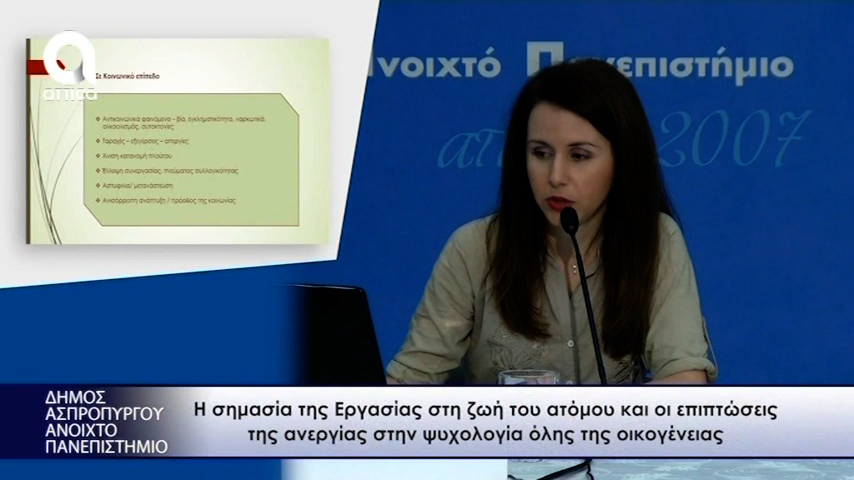 attica
Σε Κοινωνικό επίπεδο
Αντικοινωνικά φαινόμενα – βία, εγκληματικότητα, ναρκωτικά,
αλκοολισμός, αυτοκτονίες
Ταραχές – εξεγέρσεις – απεργίες
Άνιση κατανομή πλούτου
Έλλειψη συνεργασίας, πνεύματος συλλογικότητας
Αστυφιλία/ μετανάστευση
Ανισόρροπη ανάπτυξη / πρόοδος της κοινωνίας
Ανοιχτό Πανεπιστήμιο
2007
ΔΗΜΟΣ
ΑΣΠΡΟΠΥΡΓΟΥ
ΑΝΟΙΧΤΟ
ΠΑΝΕΠΙΣΤΗΜΙΟ
Η σημασία της Εργασίας στη ζωή του ατόμου και οι επιπτώσεις
της ανεργίας στην ψυχολογία όλης της οικογένειας